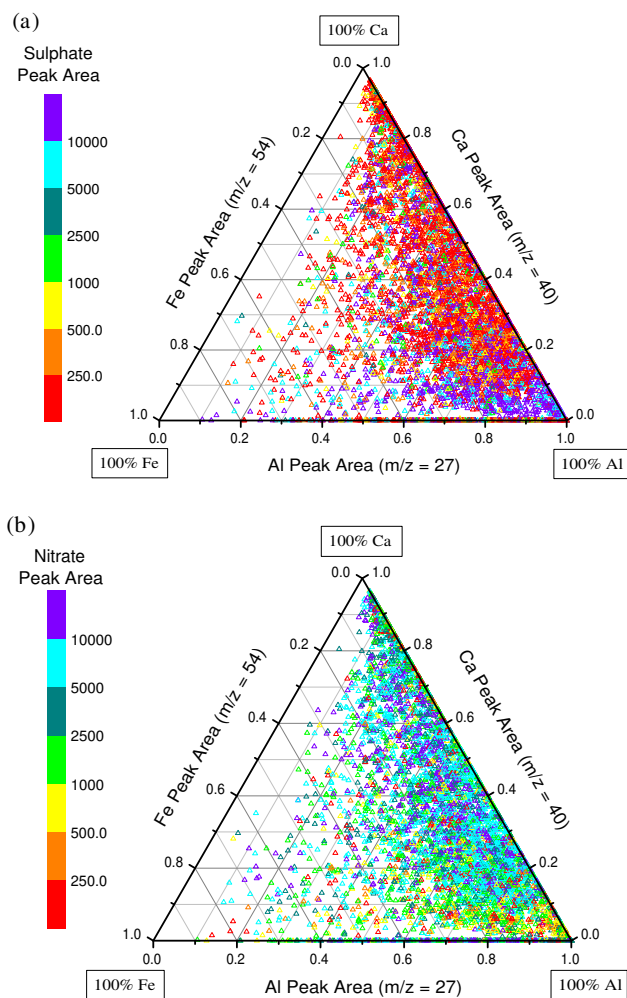 (a)
100% Ca
Sulphate
Peak Area
0.0 1.0
10000
5000
2500
1000
500.0
250.0
0.2
0.4
0.6
0.8
1.0
Fe Peak Area (m/z = 54)
0.8
0.6
0.4
0.2
0.0
Ca Peak Area (m/z = 40)
0.0 0.2 0.4 0.6 0.8 1.0
100% Fe
Al Peak Area (m/z = 27)
100% Al
(b)
100% Ca
Nitrate
Peak Area
0.0 1.0
10000
5000
2500
1000
500.0
250.0
0.2
0.4
0.6
0.8
1.0
Fe Peak Area (m/z = 54)
0.8
0.6
0.4
0.2
0.0
Ca Peak Area (m/z = 40)
0.0 0.2 0.4 0.6 0.8 1.0
100% Fe
Al Peak Area (m/z = 27)
100% Al